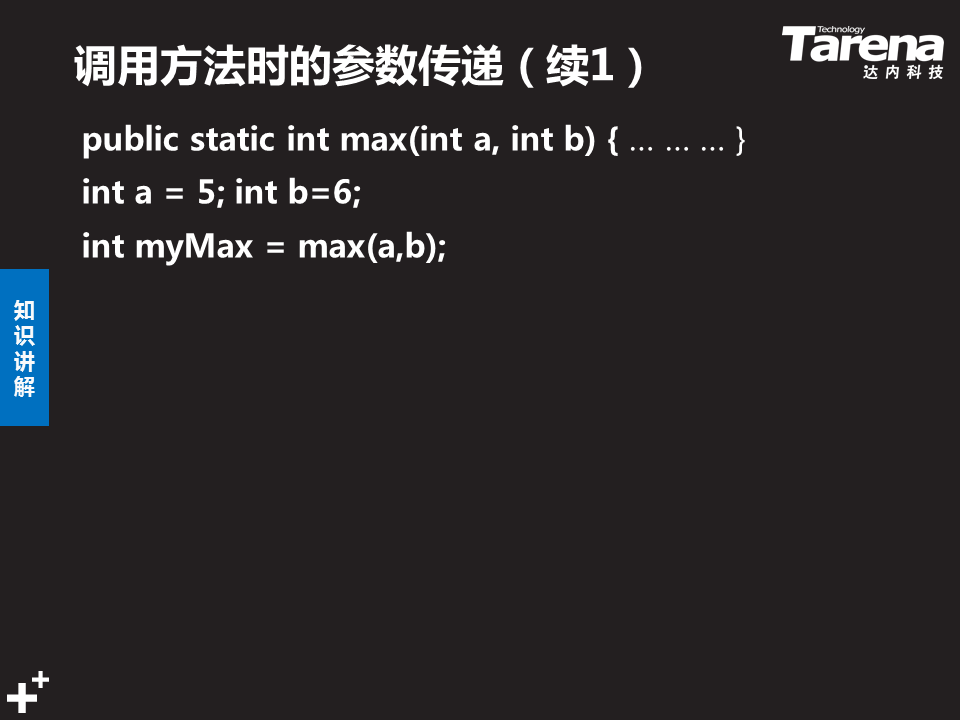 调用方法时的参数传递（续1）
Technology
Tarena
达内科技
public static int max(int a, int b) { … … … }
int a = 5; int b=6;
int myMax = max(a,b);
知识讲解